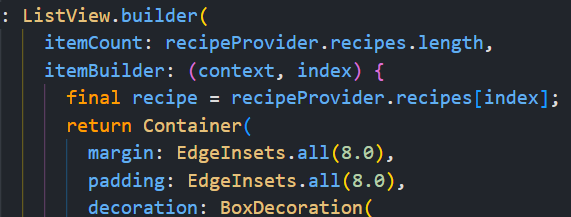 : ListView.builder(
itemCount: recipeProvider.recipes.length,
itemBuilder: (context, index) {
final recipe = recipeProvider.recipes[index];
return Container(
margin: EdgeInsets.all(8.0),
padding: EdgeInsets.all(8.0),
decoration: BoxDecoration(